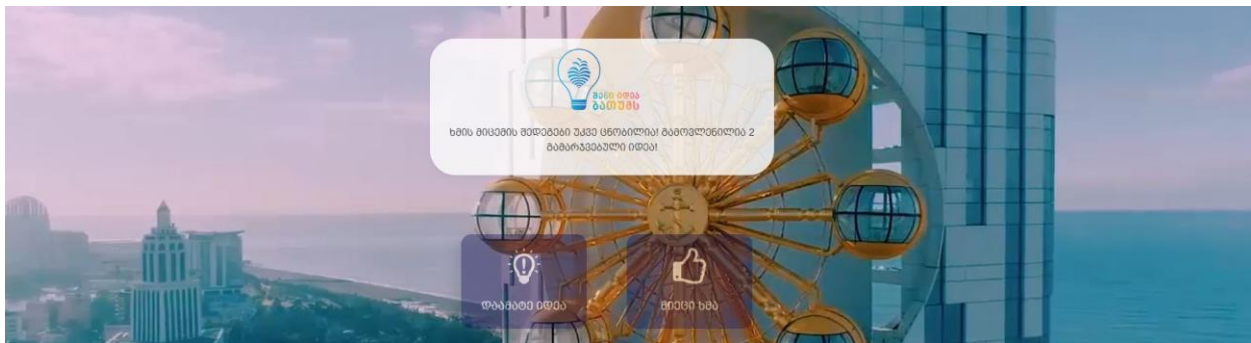 შენი იდეა
ბათუმს
ხმის მიცემის შედეგები უკვე ცნობილია! გამოვლენილია 2
გამარჯვებული იდეა!
დაამატე იდეა
მიეცი ხმა